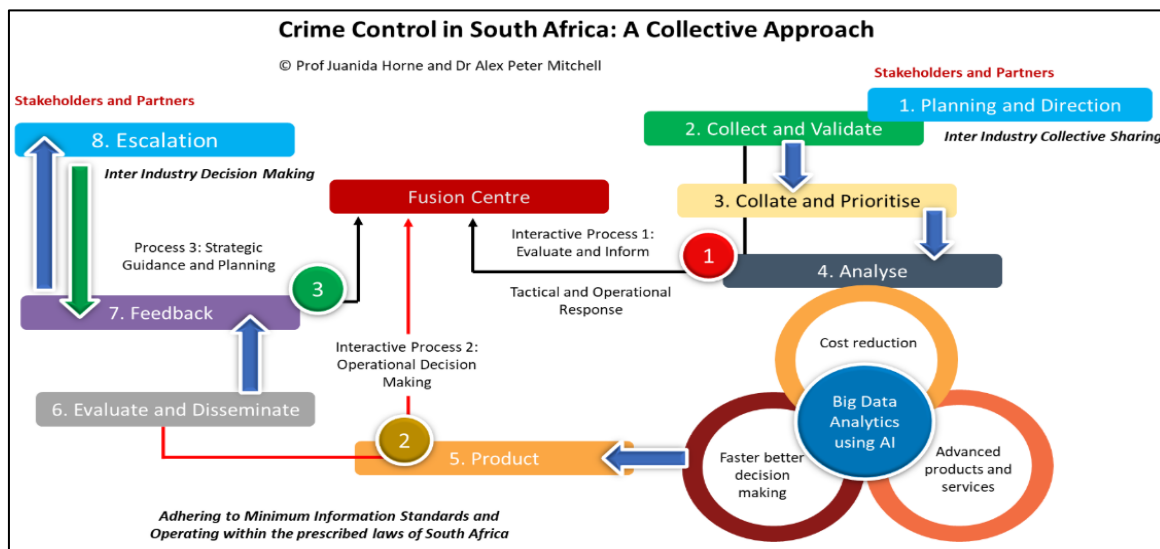 Crime Control in South Africa: A Collective Approach
© Prof Juanida Horne and Dr Alex Peter Mitchell
Stakeholders and Partners
1. Planning and Direction
Inter Industry Collective Sharing
2. Collect and Validate
3. Collate and Prioritise
4. Analyse
Stakeholders and Partners
8. Escalation
Inter Industry Decision Making
Fusion Centre
Interactive Process 1:
Evaluate and Inform
1
Tactical and Operational
Response
Process 3: Strategic
Guidance and Planning
3
7. Feedback
Interactive Process 2:
Operational Decision
Making
6. Evaluate and Disseminate
2
5. Product
Cost reduction
Big Data
Analytics
using AI
Faster better
decision
making
Advanced
products and
services
Adhering to Minimum Information Standards and
Operating within the prescribed laws of South Africa